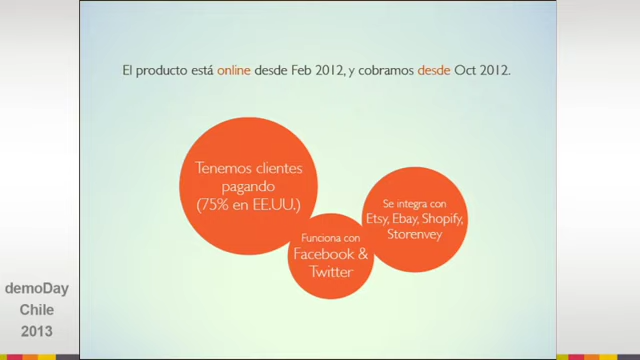 El producto está online desde Feb 2012, y cobramos desde Oct 2012.
Tenemos clientes
pagando
(75% en EE.UU.)
Se integra con
Etsy, Ebay, Shopify,
Storenvey
Funciona con
Facebook &
Twitter
demoDay
Chile
2013